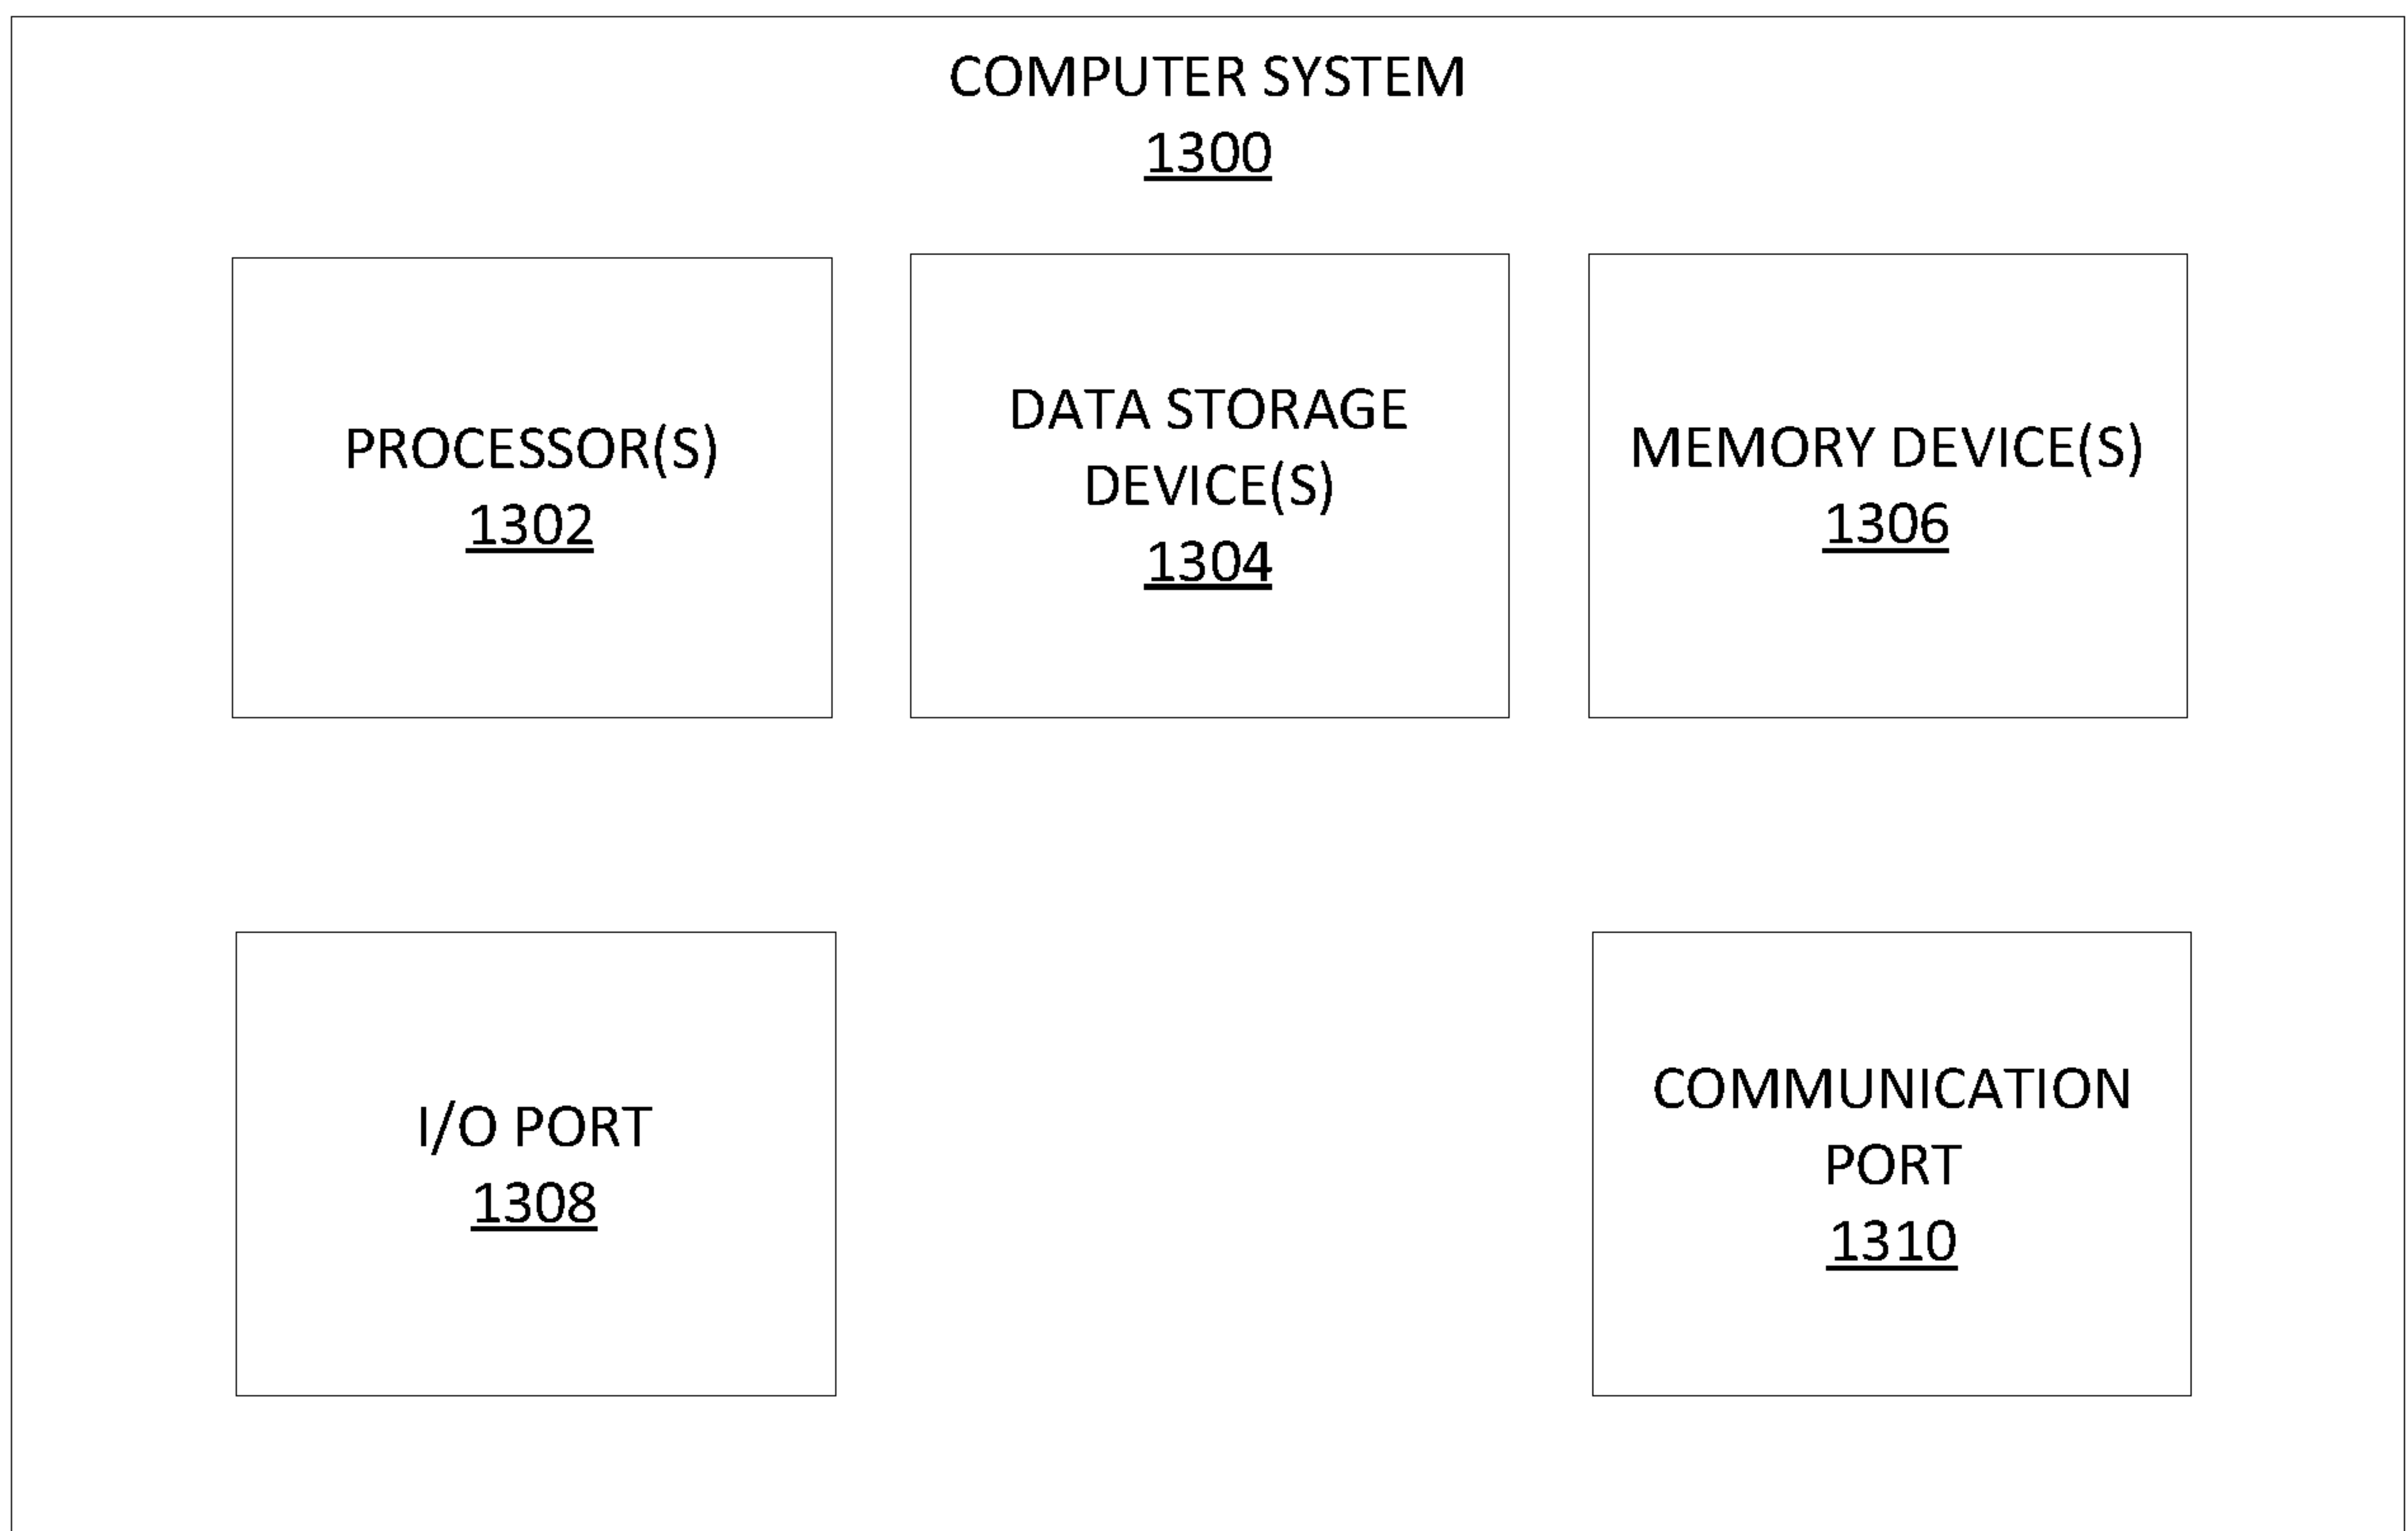 COMPUTER SYSTEM
1300
PROCESSOR(S)
1302
DATA STORAGE
DEVICE(S)
1304
MEMORY DEVICE(S)
1306
I/O PORT
1308
COMMUNICATION
PORT
1310